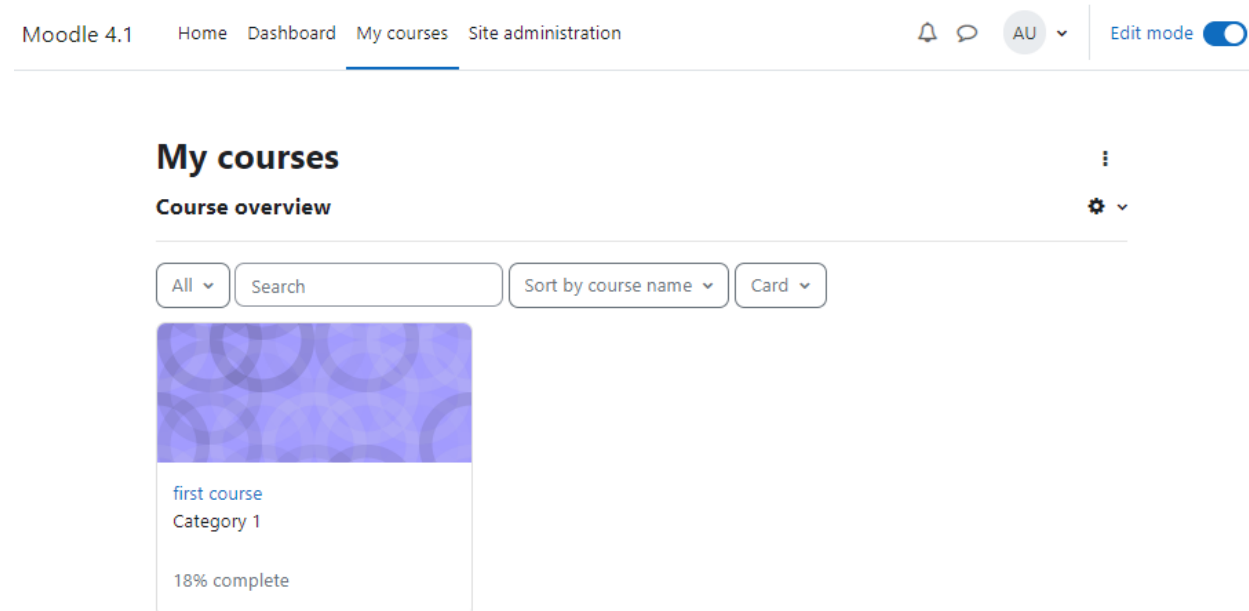 Moodle 4.1 Home Dashboard My courses Site administration AU Edit mode
My courses
Course overview
All Search Sort by course name Card
first course
Category 1
18% complete